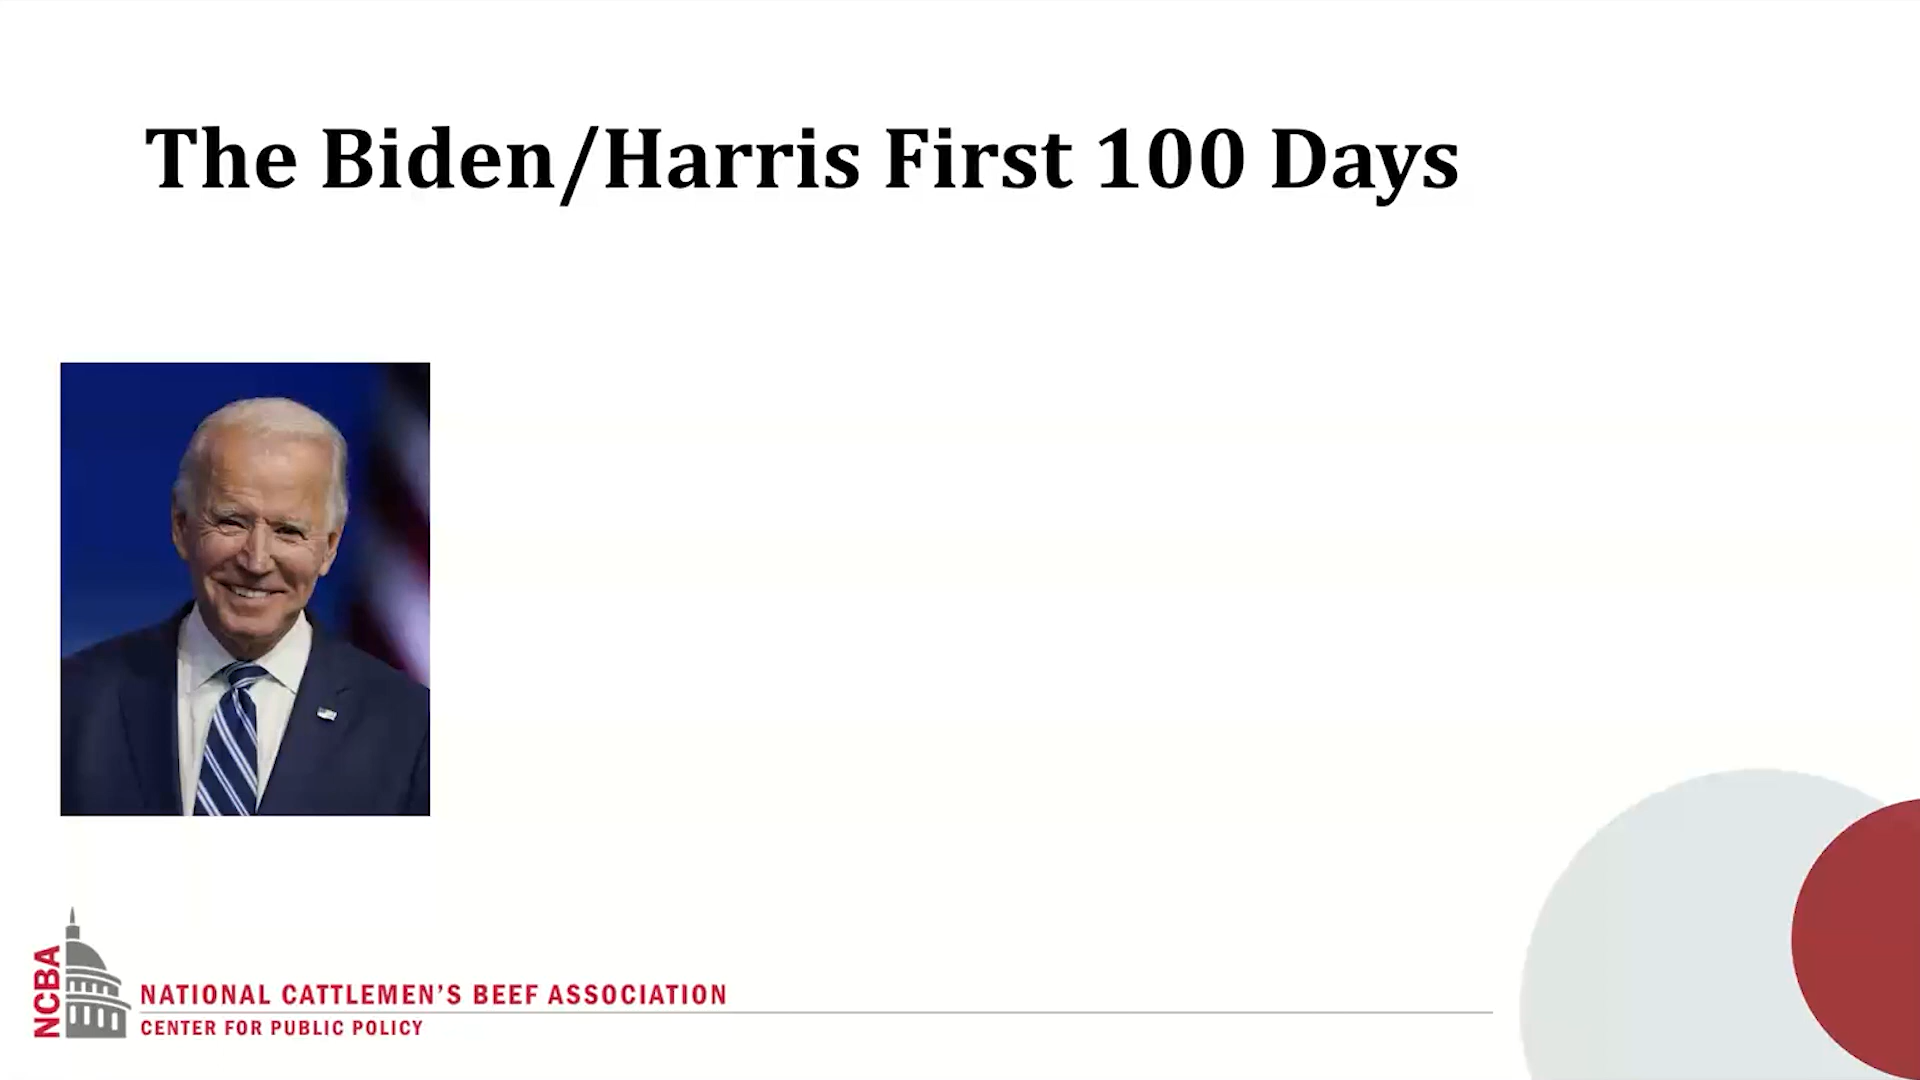 The Biden/Harris First 100 Days
NCBA
NATIONAL CATTLEMEN’S BEEF ASSOCIATION
CENTER FOR PUBLIC POLICY